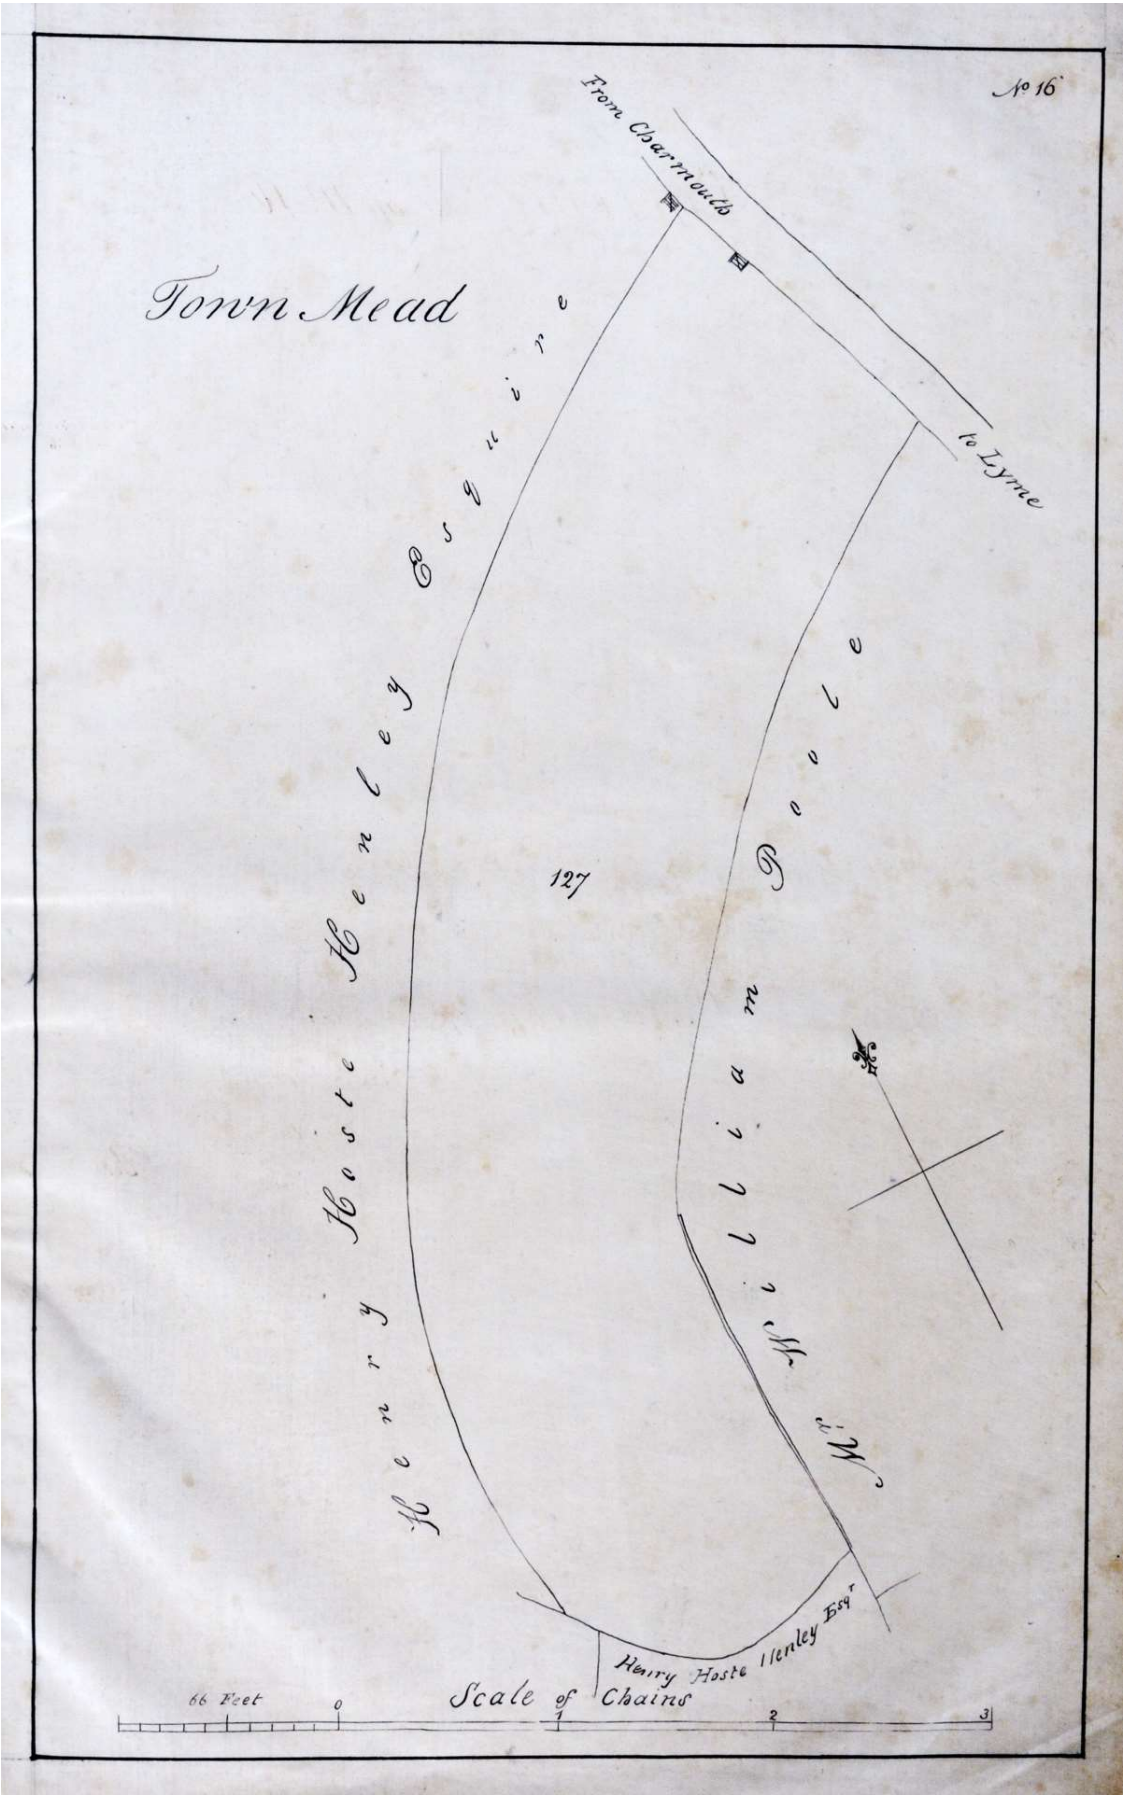 No 16
From Charmouth
to Lyme
Town Mead
Henry Hoste Henley Esquire
127
Mr William Poole
Henry Hoste Henley Esqr
Scale of Chains
66 Feet 0 1 2 3